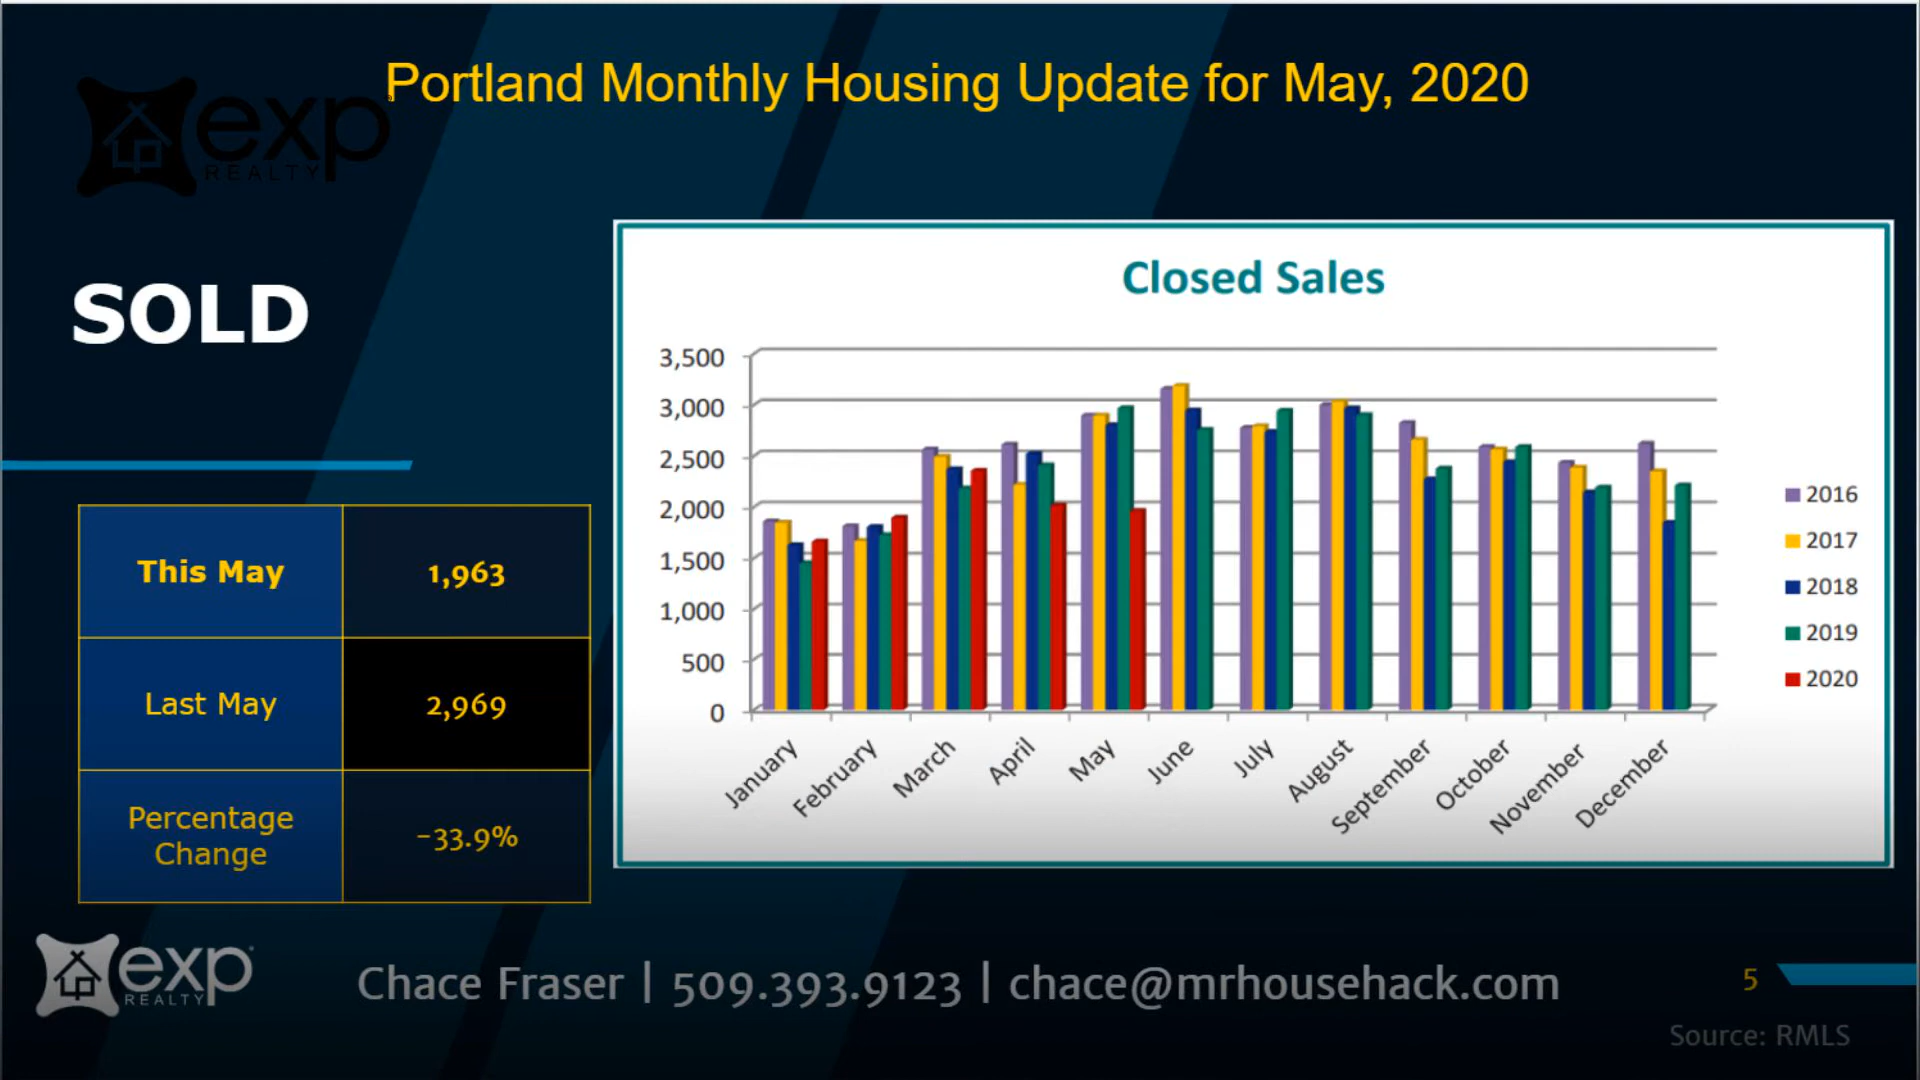 Portland Monthly Housing Update for May, 2020
exp
REALTY
SOLD
This May 1,963
Last May 2,969
Percentage
Change
-33.9%
Closed Sales
3,500
3,000
2,500
2,000
1,500
1,000
500
0
January
February
March
April
May
June
July
August
September
October
November
December
2016
2017
2018
2019
2020
exp
REALTY
Chace Fraser | 509.393.9123 | chace@mrhousehack.com
5
Source: RMLS